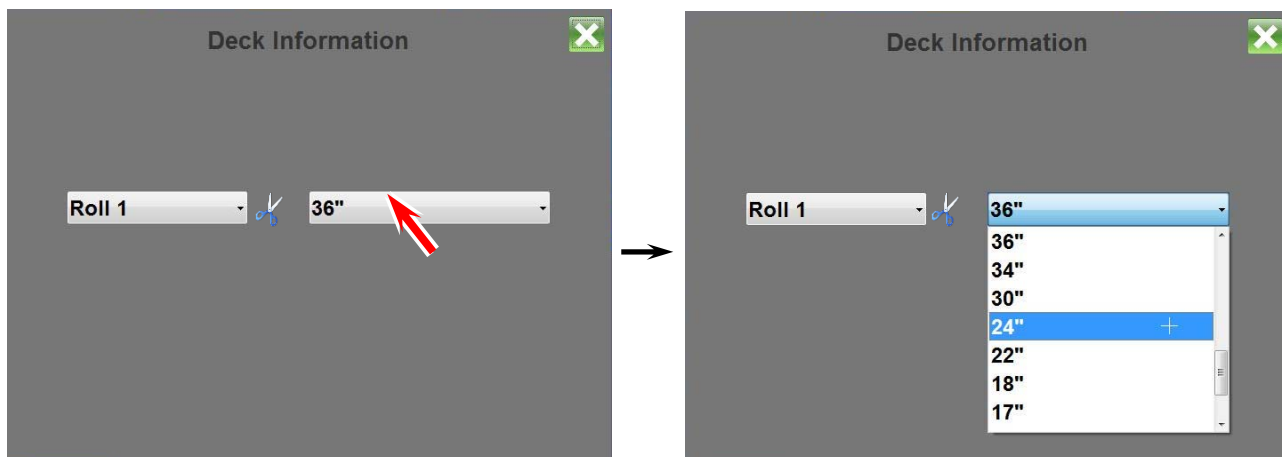 Deck Information
Roll 1
36"
Deck Information
Roll 1
36"
36"
34"
30"
24"
22"
18"
17"